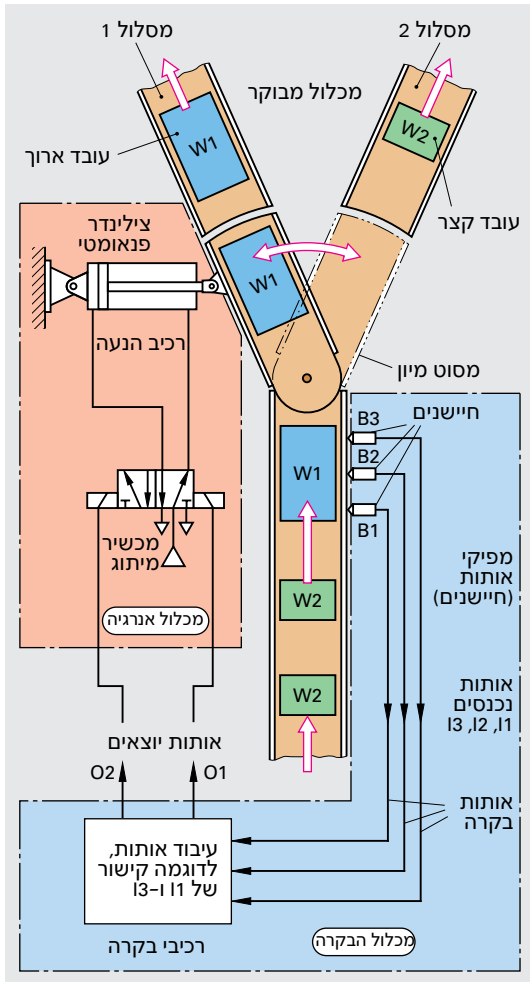 מסלול 1
מסלול 2
מכלול מבוקר
W1
W2
עובד ארוך
עובד קצר
צילינדר
פנאומטי
W1
רכיב הנעה
מסוט מיון
חיישנים
B3
B2
B1
W1
מכשיר
מיתוג
מפיקי
אותות
(חיישנים)
W2
מכלול אנרגיה
W2
אותות
נכנסים
I3 ,I2 ,I1
אותות יוצאים
O2
O1
אותות
בקרה
עיבוד אותות,
לדוגמה קישור
של I1 ו-I3
רכיבי בקרה
מכלול הבקרה